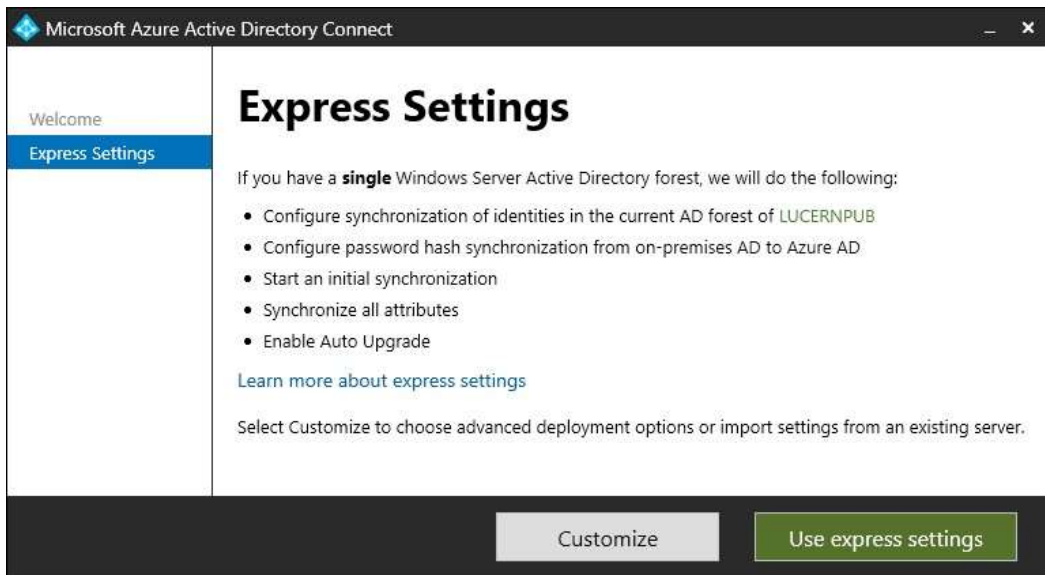 Microsoft Azure Active Directory Connect
Welcome
Express Settings
Express Settings
If you have a single Windows Server Active Directory forest, we will do the following:
• Configure synchronization of identities in the current AD forest of LUCERNPUB
• Configure password hash synchronization from on-premises AD to Azure AD
• Start an initial synchronization
• Synchronize all attributes
• Enable Auto Upgrade
Learn more about express settings
Select Customize to choose advanced deployment options or import settings from an existing server.
Customize
Use express settings